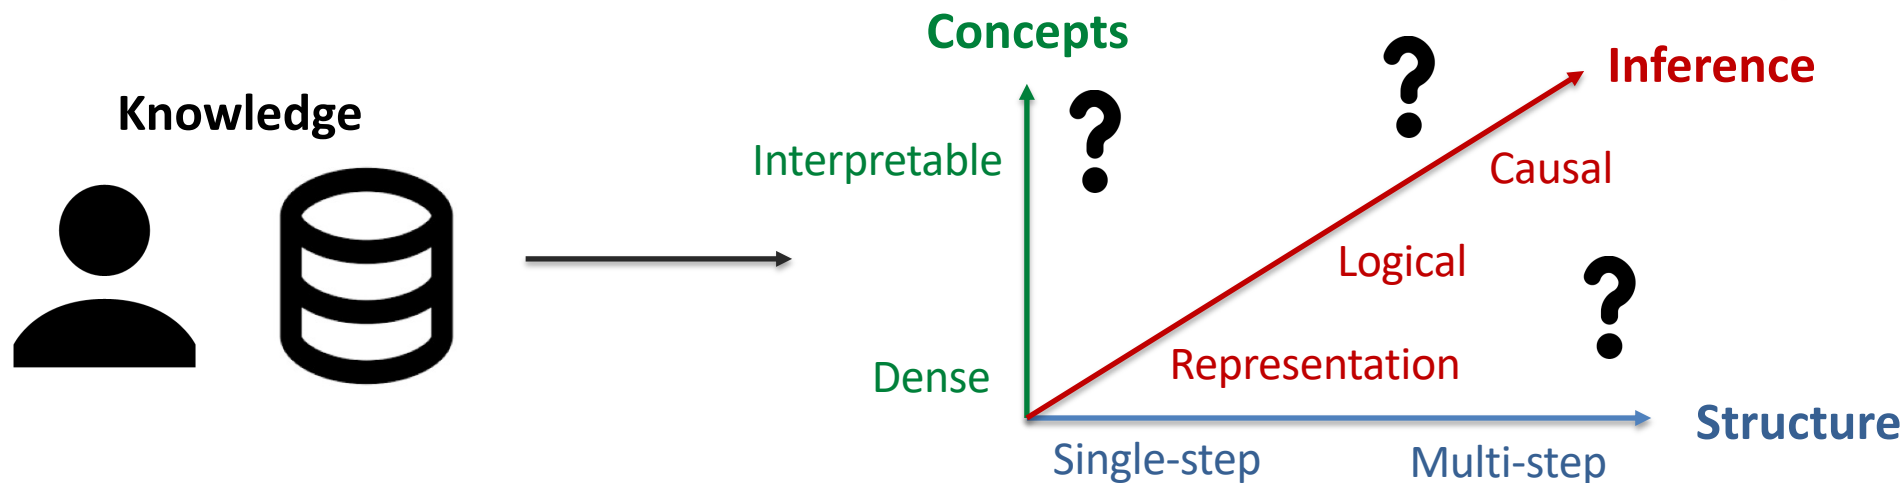 Knowledge
Concepts
Interpretable
Dense
Inference
Causal
Logical
Representation
Structure
Single-step
Multi-step
?
?
?